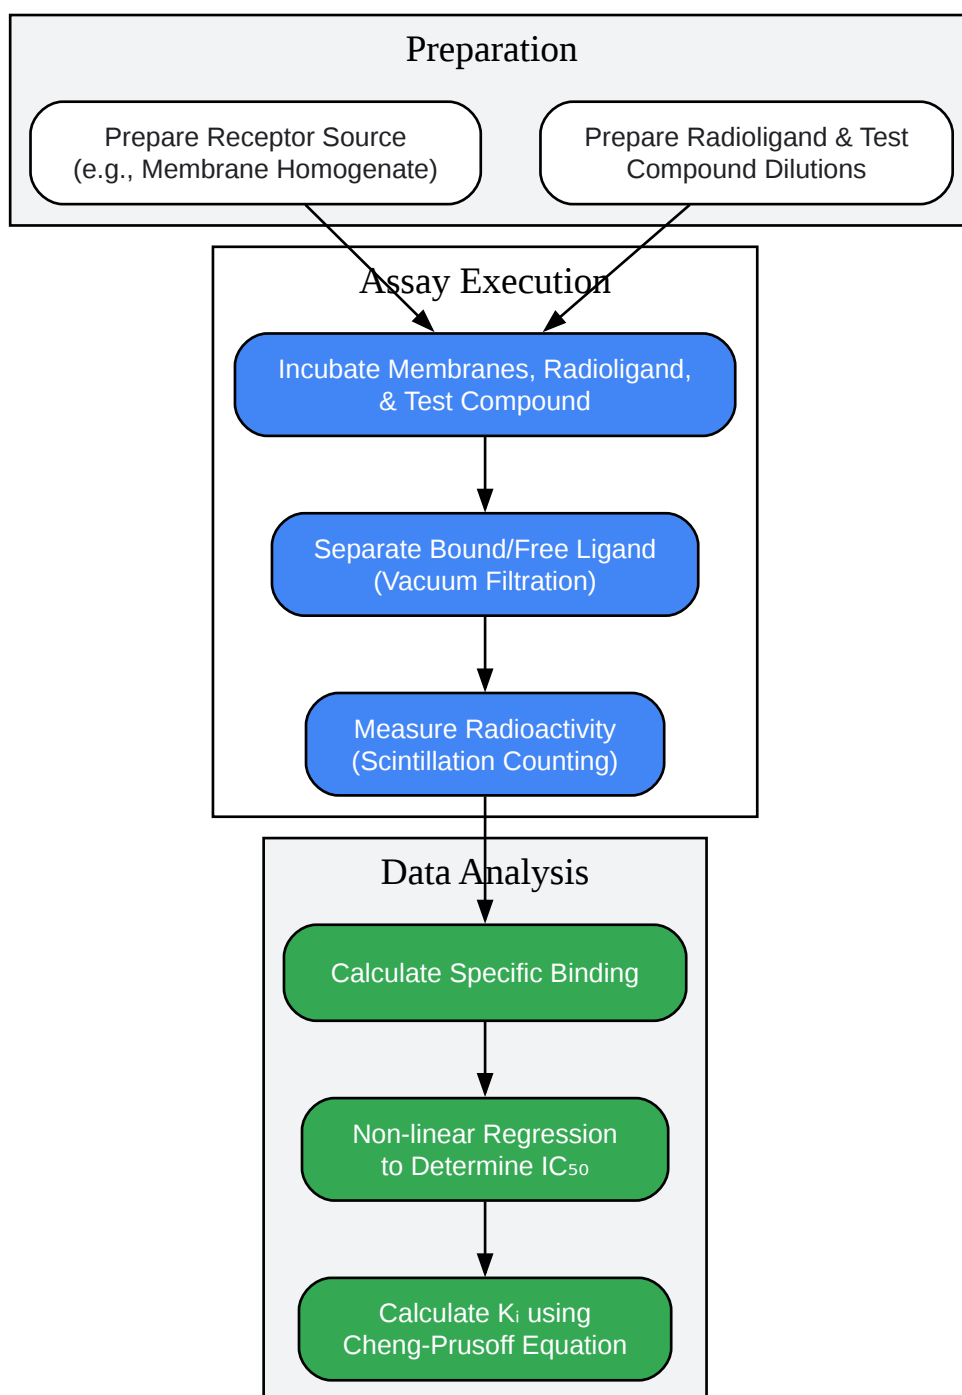 Preparation
Prepare Receptor Source
(e.g., Membrane Homogenate)
Prepare Radioligand & Test
Compound Dilutions
Assay Execution
Incubate Membranes, Radioligand,
& Test Compound
Separate Bound/Free Ligand
(Vacuum Filtration)
Measure Radioactivity
(Scintillation Counting)
Data Analysis
Calculate Specific Binding
Non-linear Regression
to Determine IC₅₀
Calculate Kᵢ using
Cheng-Prusoff Equation